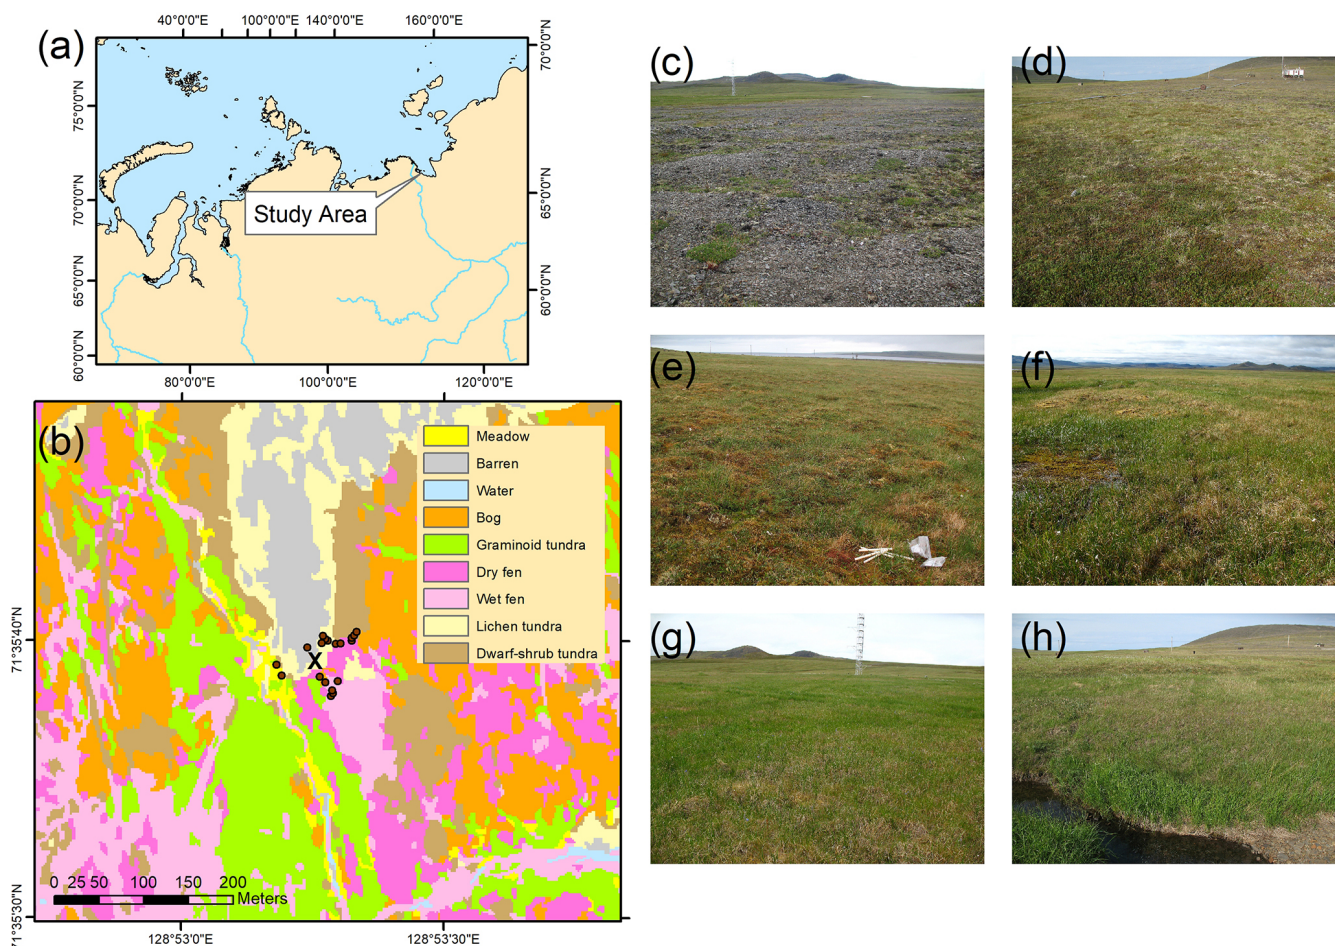 (a)
40°0'0"E 100°0'0"E 140°0'0"E 160°0'0"E
70°0'0"N
75°0'0"N
70°0'0"N
65°0'0"N
65°0'0"N
60°0'0"N
60°0'0"N
Study Area
80°0'0"E 100°0'0"E 120°0'0"E
(b)
Meadow
Barren
Water
Bog
Graminoid tundra
Dry fen
Wet fen
Lichen tundra
Dwarf-shrub tundra
X
71°35'40"N
71°35'30"N
0 25 50 100 150 200
Meters
128°53'0"E 128°53'30"E
(c)
(d)
(e)
(f)
(g)
(h)